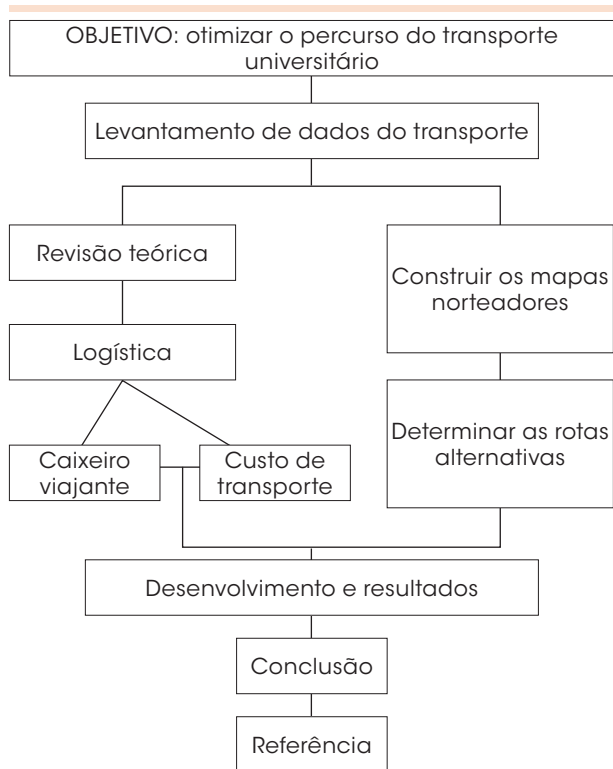 OBJETIVO: otimizar o percurso do transporte
universitário
Levantamento de dados do transporte
Revisão teórica
Construir os mapas
norteadores
Logística
Determinar as rotas
alternativas
Caixeiro
viajante
Custo de
transporte
Desenvolvimento e resultados
Conclusão
Referência